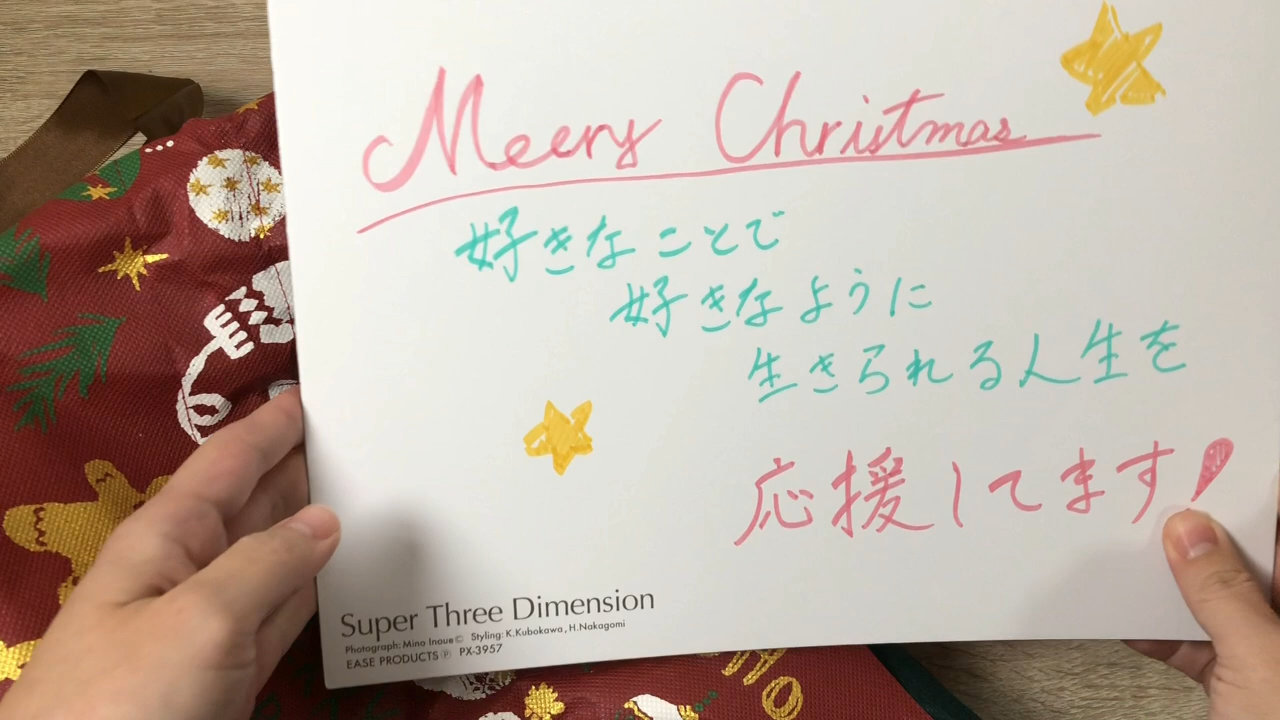 Meery Christmas
好きなことで
好きなように
生きられる人生を
応援してます!
Super Three Dimension
Photograph: Mino Inoue© Styling: K.Kubokawa, H.Nakagomi
EASE PRODUCTS Ⓟ PX-3957
HO